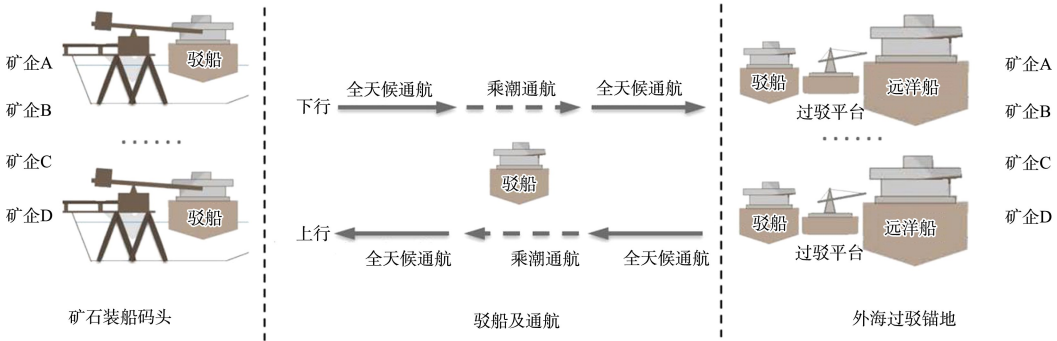 矿企A
矿企B
矿企C
矿企D
驳船
驳船
矿石装船码头
下行
全天候通航
乘潮通航
全天候通航
驳船
上行
全天候通航
乘潮通航
全天候通航
驳船及通航
驳船
过驳平台
远洋船
驳船
过驳平台
远洋船
矿企A
矿企B
矿企C
矿企D
外海过驳锚地